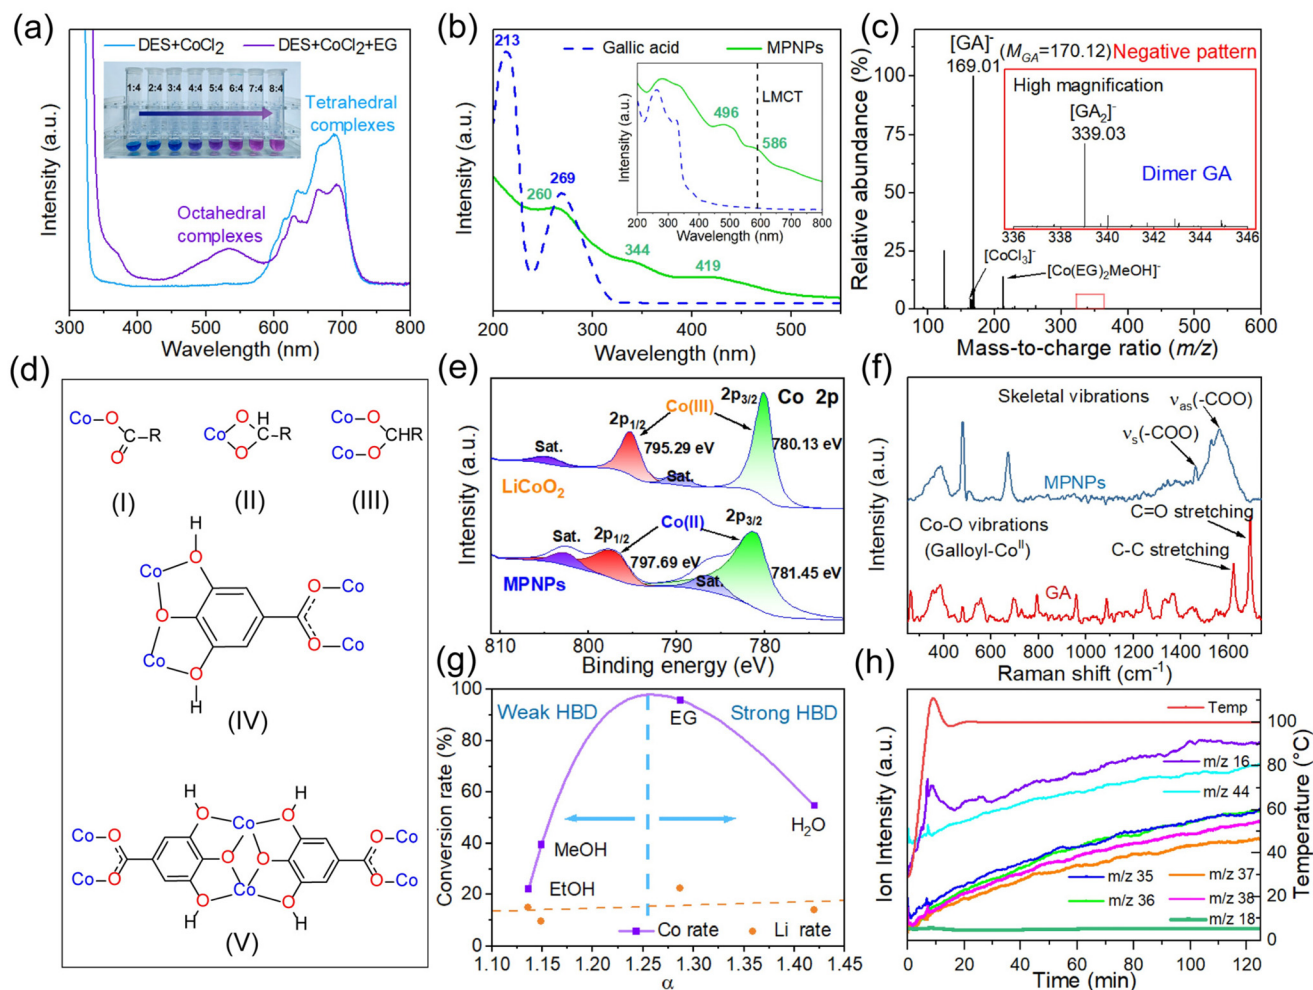 (a)
DES+CoCl₂
DES+CoCl₂+EG
1:4 2:4 3:4 4:4 5:4 6:4 7:4 8:4
Tetrahedral
complexes
Octahedral
complexes
Intensity (a.u.)
300 400 500 600 700 800
Wavelength (nm)
(b)
Gallic acid
MPNPs
213
260
269
344
419
LMCT
496
586
Intensity (a.u.)
200 300 400 500 600 700 800
Wavelength (nm)
Intensity (a.u.)
200 300 400 500
Wavelength (nm)
(c)
[GA]⁻
169.01
(M_GA=170.12)
Negative pattern
High magnification
[GA₂]⁻
339.03
Dimer GA
336 338 340 342 344 346
[CoCl₃]⁻
[Co(EG)₂MeOH]⁻
Relative abundance (%)
100
75
50
25
0
100 200 300 400 500 600
Mass-to-charge ratio (m/z)
(d)
Co O C R O
(I)
Co O O H C R
(II)
Co O Co O CHR
(III)
H O Co O Co O H O Co O Co
(IV)
H O H O Co O Co O O Co O Co Co O O Co O H O H
(V)
(e)
Co 2p
2p₃/₂
Co(III)
2p₁/₂
795.29 eV
780.13 eV
Sat.
Sat.
LiCoO₂
2p₃/₂
Co(II)
2p₁/₂
Sat.
797.69 eV
781.45 eV
Sat.
MPNPs
Intensity (a.u.)
810 800 790 780
Binding energy (eV)
(f)
Skeletal vibrations
νas(-COO)
νs(-COO)
MPNPs
C=O stretching
Co-O vibrations
(Galloyl-Coᴵᴵ)
C-C stretching
GA
Intensity (a.u.)
400 600 800 1000 1200 1400 1600
Raman shift (cm⁻¹)
(g)
Weak HBD
Strong HBD
EG
MeOH
EtOH
H₂O
Co rate
Li rate
Conversion rate (%)
100
80
60
40
20
0
1.10 1.15 1.20 1.25 1.30 1.35 1.40 1.45
α
(h)
Temp
m/z 16
m/z 44
m/z 35
m/z 37
m/z 36
m/z 38
m/z 18
Ion Intensity (a.u.)
Temperature (°C)
100
80
60
40
20
0
0 20 40 60 80 100 120
Time (min)